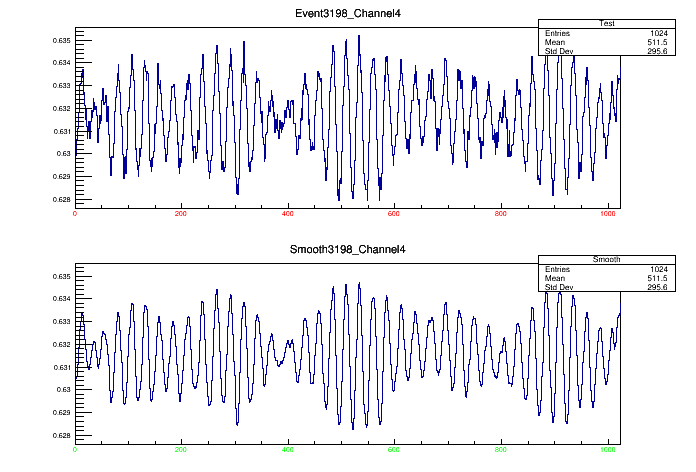 Event3198_Channel4
Test
Entries 1024
Mean 511.5
Std Dev 295.6
0.635
0.634
0.633
0.632
0.631
0.63
0.629
0.628
0 200 400 600 800 1000
Smooth3198_Channel4
Smooth
Entries 1024
Mean 511.5
Std Dev 295.6
0.635
0.634
0.633
0.632
0.631
0.63
0.629
0.628
0 200 400 600 800 1000